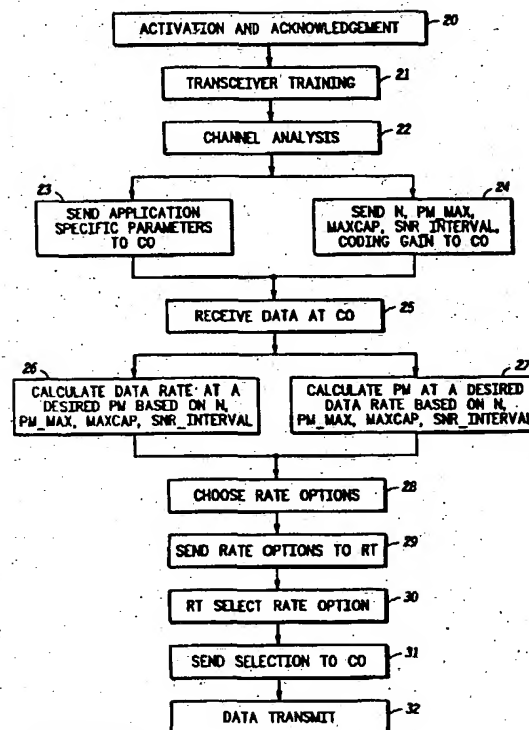 ACTIVATION AND ACKNOWLEDGEMENT
20
TRANSCEIVER TRAINING
21
CHANNEL ANALYSIS
22
23
SEND APPLICATION
SPECIFIC PARAMETERS
TO CO
24
SEND N, PM_MAX,
MAXCAP, SNR_INTERVAL,
CODING GAIN TO CO
RECEIVE DATA AT CO
25
26
CALCULATE DATA RATE AT A
DESIRED PM BASED ON N,
PM_MAX, MAXCAP, SNR_INTERVAL
27
CALCULATE PM AT A DESIRED
DATA RATE BASED ON N,
PM_MAX, MAXCAP, SNR_INTERVAL
CHOOSE RATE OPTIONS
28
SEND RATE OPTIONS TO RT
29
RT SELECT RATE OPTION
30
SEND SELECTION TO CO
31
DATA TRANSMIT
32